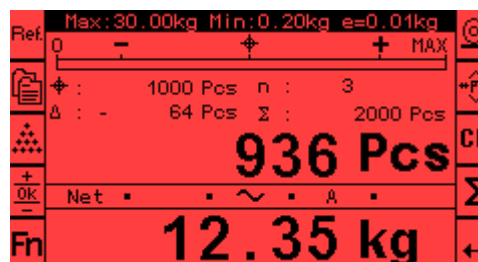 Max:30.00kg Min:0.20kg e=0.01kg
Ref.
0 - + MAX
: 1000 Pcs n : 3
Δ : - 64 Pcs Σ : 2000 Pcs
936 Pcs
+
Ok
-
Net ~ A
Σ
Fn
12.35 kg